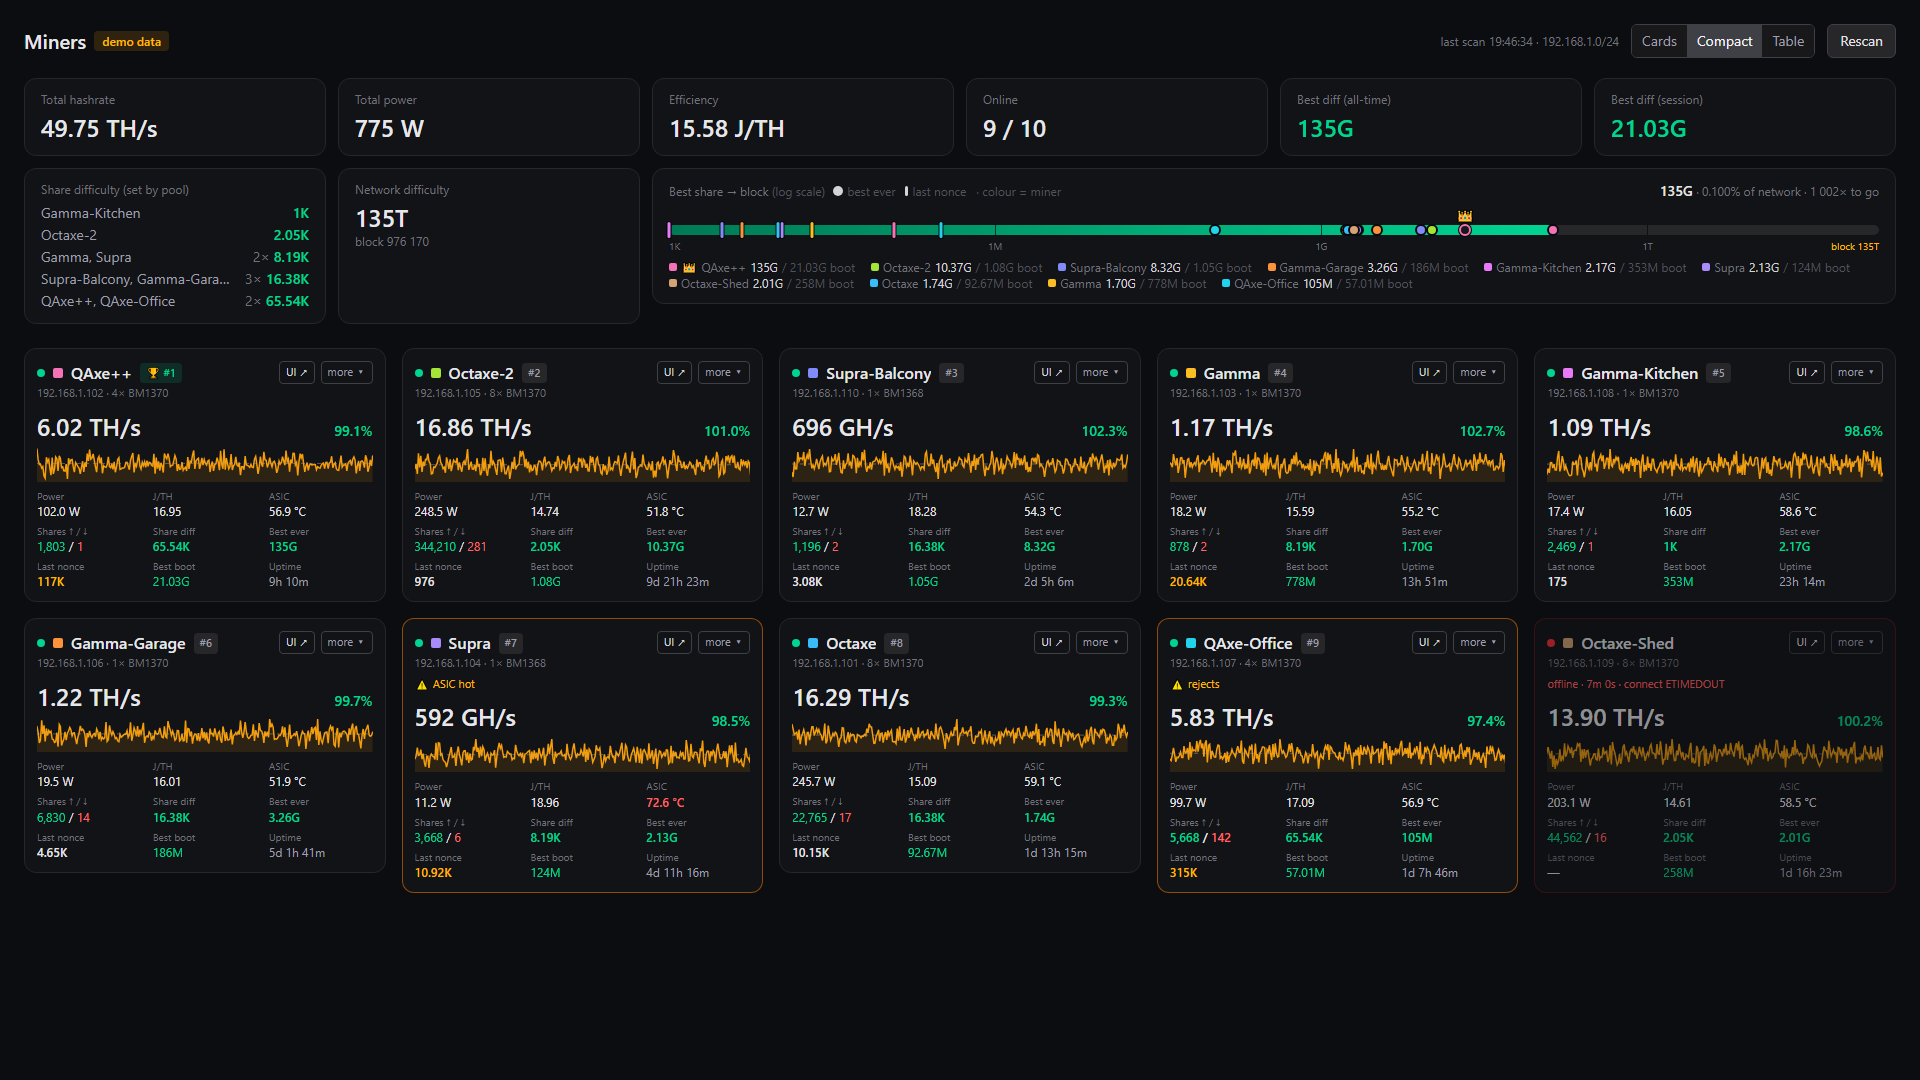 Miners demo data
last scan 19:46:34 · 192.168.1.0/24 Cards Compact Table Rescan
Total hashrate
49.75 TH/s
Total power
775 W
Efficiency
15.58 J/TH
Online
9 / 10
Best diff (all-time)
135G
Best diff (session)
21.03G
Share difficulty (set by pool)
Gamma-Kitchen 1K
Octaxe-2 2.05K
Gamma, Supra 2× 8.19K
Supra-Balcony, Gamma-Gara... 3× 16.38K
QAxe++, QAxe-Office 2× 65.54K
Network difficulty
135T
block 976 170
Best share → block (log scale) best ever last nonce · colour = miner
135G · 0.100% of network · 1 002× to go
1K 1M 1G 1T block 135T
QAxe++ 135G / 21.03G boot Octaxe-2 10.37G / 1.08G boot Supra-Balcony 8.32G / 1.05G boot Gamma-Garage 3.26G / 186M boot Gamma-Kitchen 2.17G / 353M boot Supra 2.13G / 124M boot
Octaxe-Shed 2.01G / 258M boot Octaxe 1.74G / 92.67M boot Gamma 1.70G / 778M boot QAxe-Office 105M / 57.01M boot
QAxe++ #1 UI ↗ more ▾
192.168.1.102 · 4× BM1370
6.02 TH/s 99.1%
Power J/TH ASIC
102.0 W 16.95 56.9 °C
Shares ↑ / ↓ Share diff Best ever
1,803 / 1 65.54K 135G
Last nonce Best boot Uptime
117K 21.03G 9h 10m
Octaxe-2 #2 UI ↗ more ▾
192.168.1.105 · 8× BM1370
16.86 TH/s 101.0%
Power J/TH ASIC
248.5 W 14.74 51.8 °C
Shares ↑ / ↓ Share diff Best ever
344,210 / 281 2.05K 10.37G
Last nonce Best boot Uptime
976 1.08G 9d 21h 23m
Supra-Balcony #3 UI ↗ more ▾
192.168.1.110 · 1× BM1368
696 GH/s 102.3%
Power J/TH ASIC
12.7 W 18.28 54.3 °C
Shares ↑ / ↓ Share diff Best ever
1,196 / 2 16.38K 8.32G
Last nonce Best boot Uptime
3.08K 1.05G 2d 5h 6m
Gamma #4 UI ↗ more ▾
192.168.1.103 · 1× BM1370
1.17 TH/s 102.7%
Power J/TH ASIC
18.2 W 15.59 55.2 °C
Shares ↑ / ↓ Share diff Best ever
878 / 2 8.19K 1.70G
Last nonce Best boot Uptime
20.64K 778M 13h 51m
Gamma-Kitchen #5 UI ↗ more ▾
192.168.1.108 · 1× BM1370
1.09 TH/s 98.6%
Power J/TH ASIC
17.4 W 16.05 58.6 °C
Shares ↑ / ↓ Share diff Best ever
2,469 / 1 1K 2.17G
Last nonce Best boot Uptime
175 353M 23h 14m
Gamma-Garage #6 UI ↗ more ▾
192.168.1.106 · 1× BM1370
1.22 TH/s 99.7%
Power J/TH ASIC
19.5 W 16.01 51.9 °C
Shares ↑ / ↓ Share diff Best ever
6,830 / 14 16.38K 3.26G
Last nonce Best boot Uptime
4.65K 186M 5d 1h 41m
Supra #7 UI ↗ more ▾
192.168.1.104 · 1× BM1368
ASIC hot
592 GH/s 98.5%
Power J/TH ASIC
11.2 W 18.96 72.6 °C
Shares ↑ / ↓ Share diff Best ever
3,668 / 6 8.19K 2.13G
Last nonce Best boot Uptime
10.92K 124M 4d 11h 16m
Octaxe #8 UI ↗ more ▾
192.168.1.101 · 8× BM1370
16.29 TH/s 99.3%
Power J/TH ASIC
245.7 W 15.09 59.1 °C
Shares ↑ / ↓ Share diff Best ever
22,765 / 17 16.38K 1.74G
Last nonce Best boot Uptime
10.15K 92.67M 1d 13h 15m
QAxe-Office #9 UI ↗ more ▾
192.168.1.107 · 4× BM1370
rejects
5.83 TH/s 97.4%
Power J/TH ASIC
99.7 W 17.09 56.9 °C
Shares ↑ / ↓ Share diff Best ever
5,668 / 142 65.54K 105M
Last nonce Best boot Uptime
315K 57.01M 1d 7h 46m
Octaxe-Shed UI ↗ more ▾
192.168.1.109 · 8× BM1370
offline · 7m 0s · connect ETIMEDOUT
13.90 TH/s 100.2%
Power J/TH ASIC
203.1 W 14.61 58.5 °C
Shares ↑ / ↓ Share diff Best ever
44,562 / 16 2.05K 2.01G
Last nonce Best boot Uptime
— 258M 1d 16h 23m